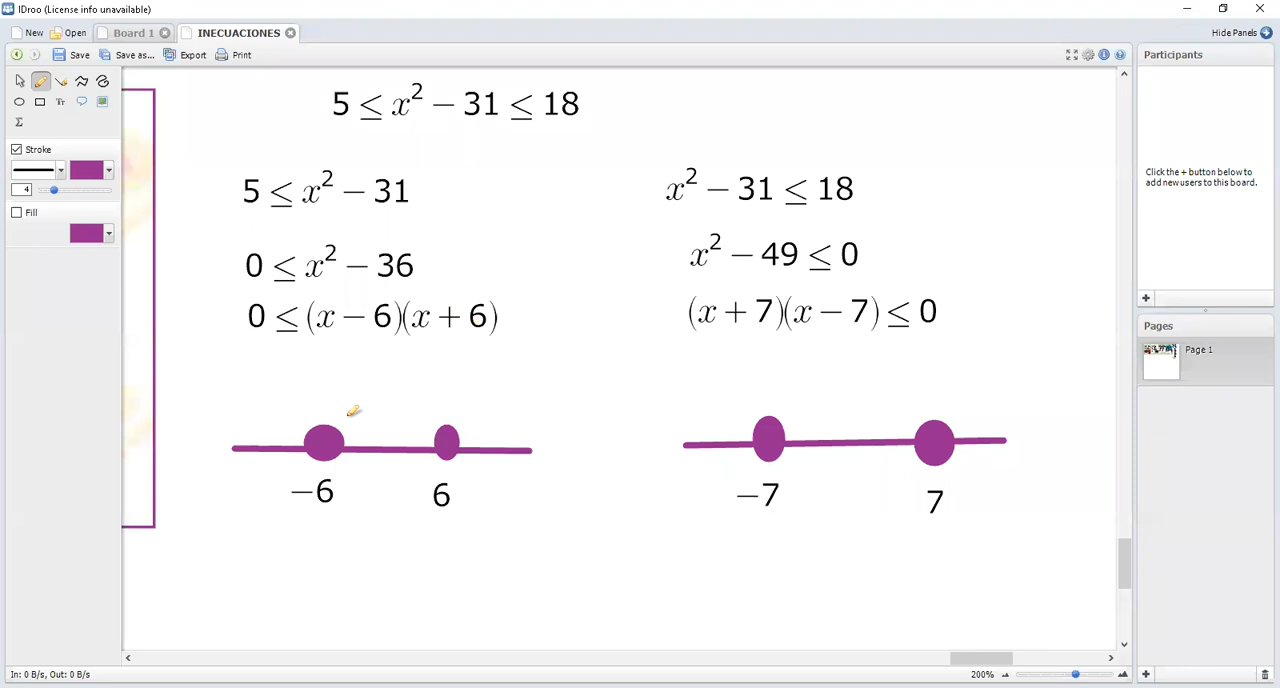 IDroo (License info unavailable)
New Open Board 1 INECUACIONES Hide Panels
Save Save as... Export Print
Participants
Click the + button below to
add new users to this board.
Tr
Σ
Stroke
4
Fill
5 ≤ x² − 31 ≤ 18
5 ≤ x² − 31
x² − 31 ≤ 18
0 ≤ x² − 36
x² − 49 ≤ 0
0 ≤ (x − 6)(x + 6)
(x + 7)(x − 7) ≤ 0
−6 6
−7 7
Pages
Page 1
In: 0 B/s, Out: 0 B/s
200%